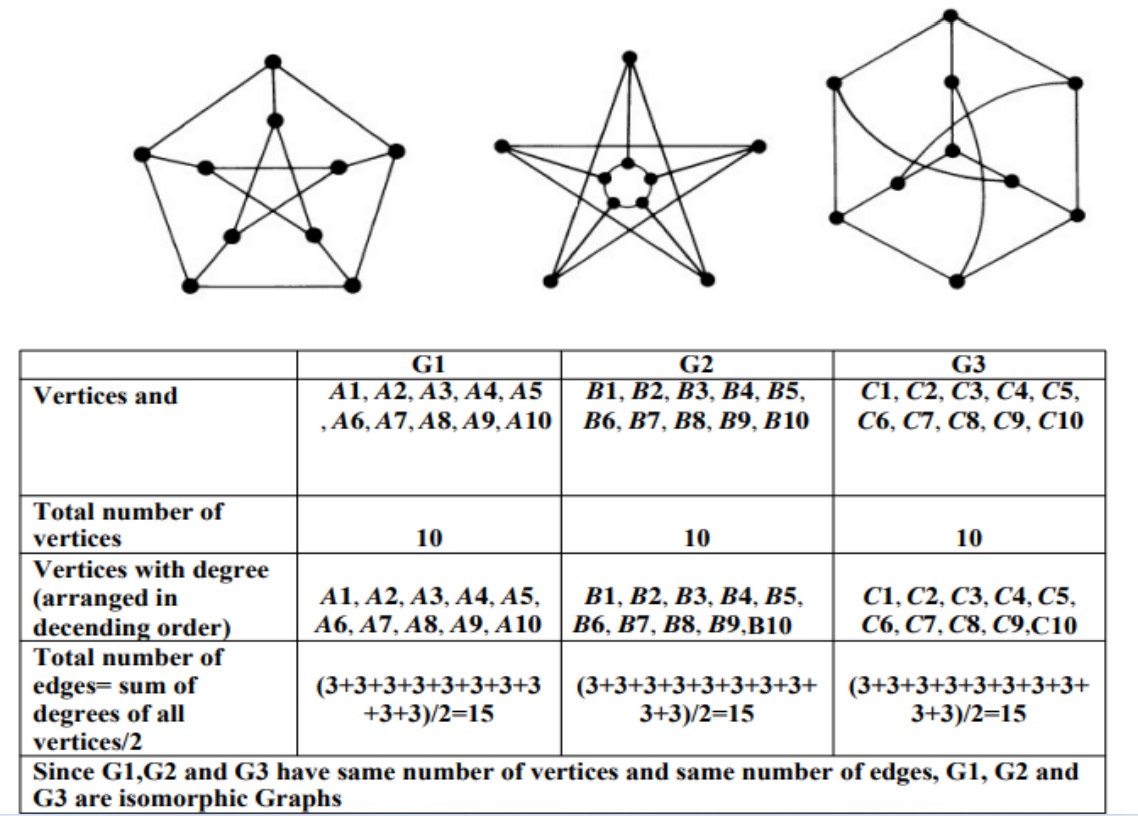 G1 G2 G3
Vertices and
A1, A2, A3, A4, A5
, A6, A7, A8, A9, A10
B1, B2, B3, B4, B5,
B6, B7, B8, B9, B10
C1, C2, C3, C4, C5,
C6, C7, C8, C9, C10
Total number of
vertices
10
10
10
Vertices with degree
(arranged in
decending order)
A1, A2, A3, A4, A5,
A6, A7, A8, A9, A10
B1, B2, B3, B4, B5,
B6, B7, B8, B9,B10
C1, C2, C3, C4, C5,
C6, C7, C8, C9,C10
Total number of
edges= sum of
degrees of all
vertices/2
(3+3+3+3+3+3+3+3
+3+3)/2=15
(3+3+3+3+3+3+3+3+
3+3)/2=15
(3+3+3+3+3+3+3+3+
3+3)/2=15
Since G1,G2 and G3 have same number of vertices and same number of edges, G1, G2 and
G3 are isomorphic Graphs